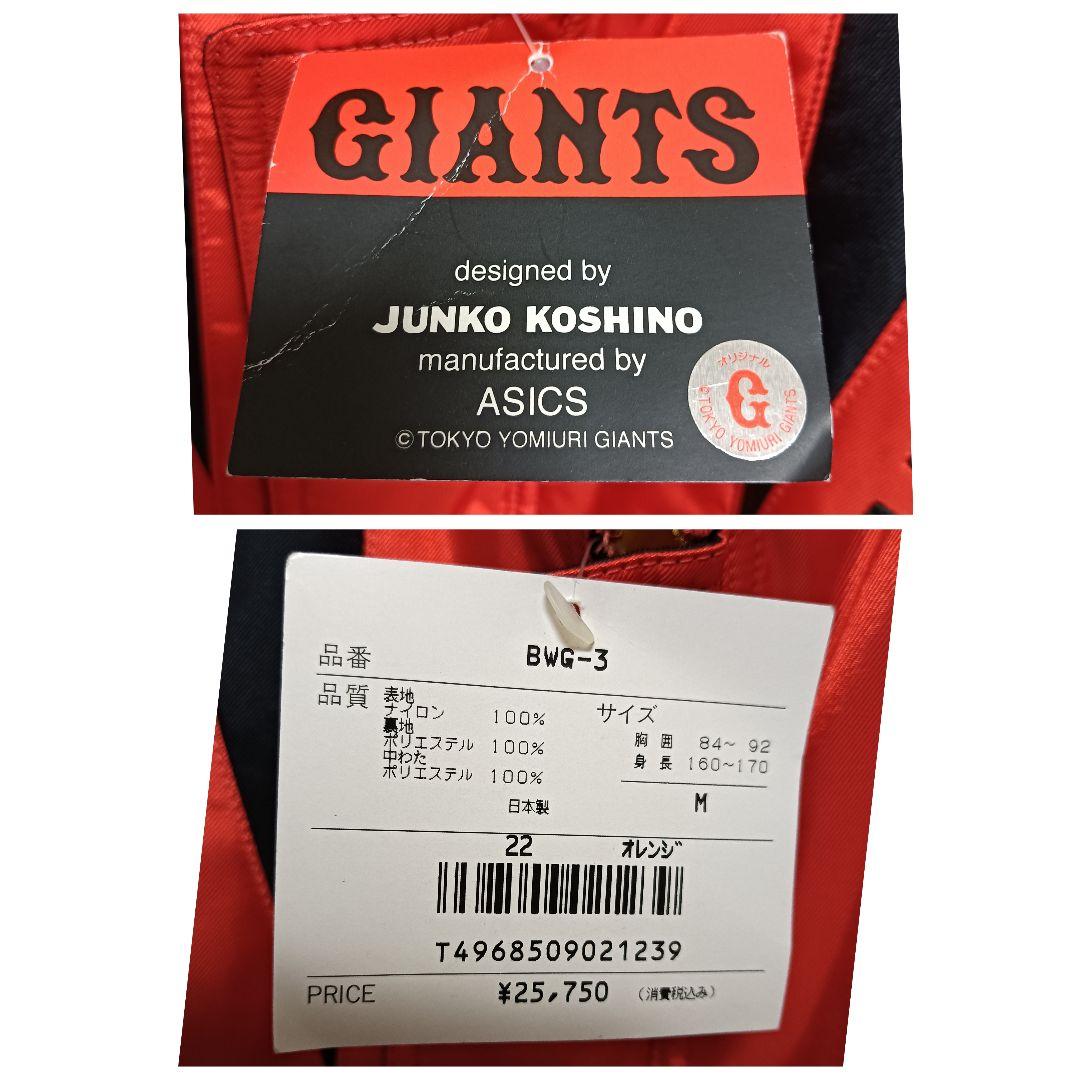 GIANTS
designed by
JUNKO KOSHINO
manufactured by
ASICS
©TOKYO YOMIURI GIANTS
オリジナル
G
©TOKYO YOMIURI GIANTS
品番 BWG-3
品質 表地
ナイロン 100%
裏地
ポリエステル 100%
中わた
ポリエステル 100%
日本製
サイズ
胸囲 84~ 92
身長 160~170
M
22 オレンジ
T4968509021239
PRICE ¥25,750 (消費税込み)